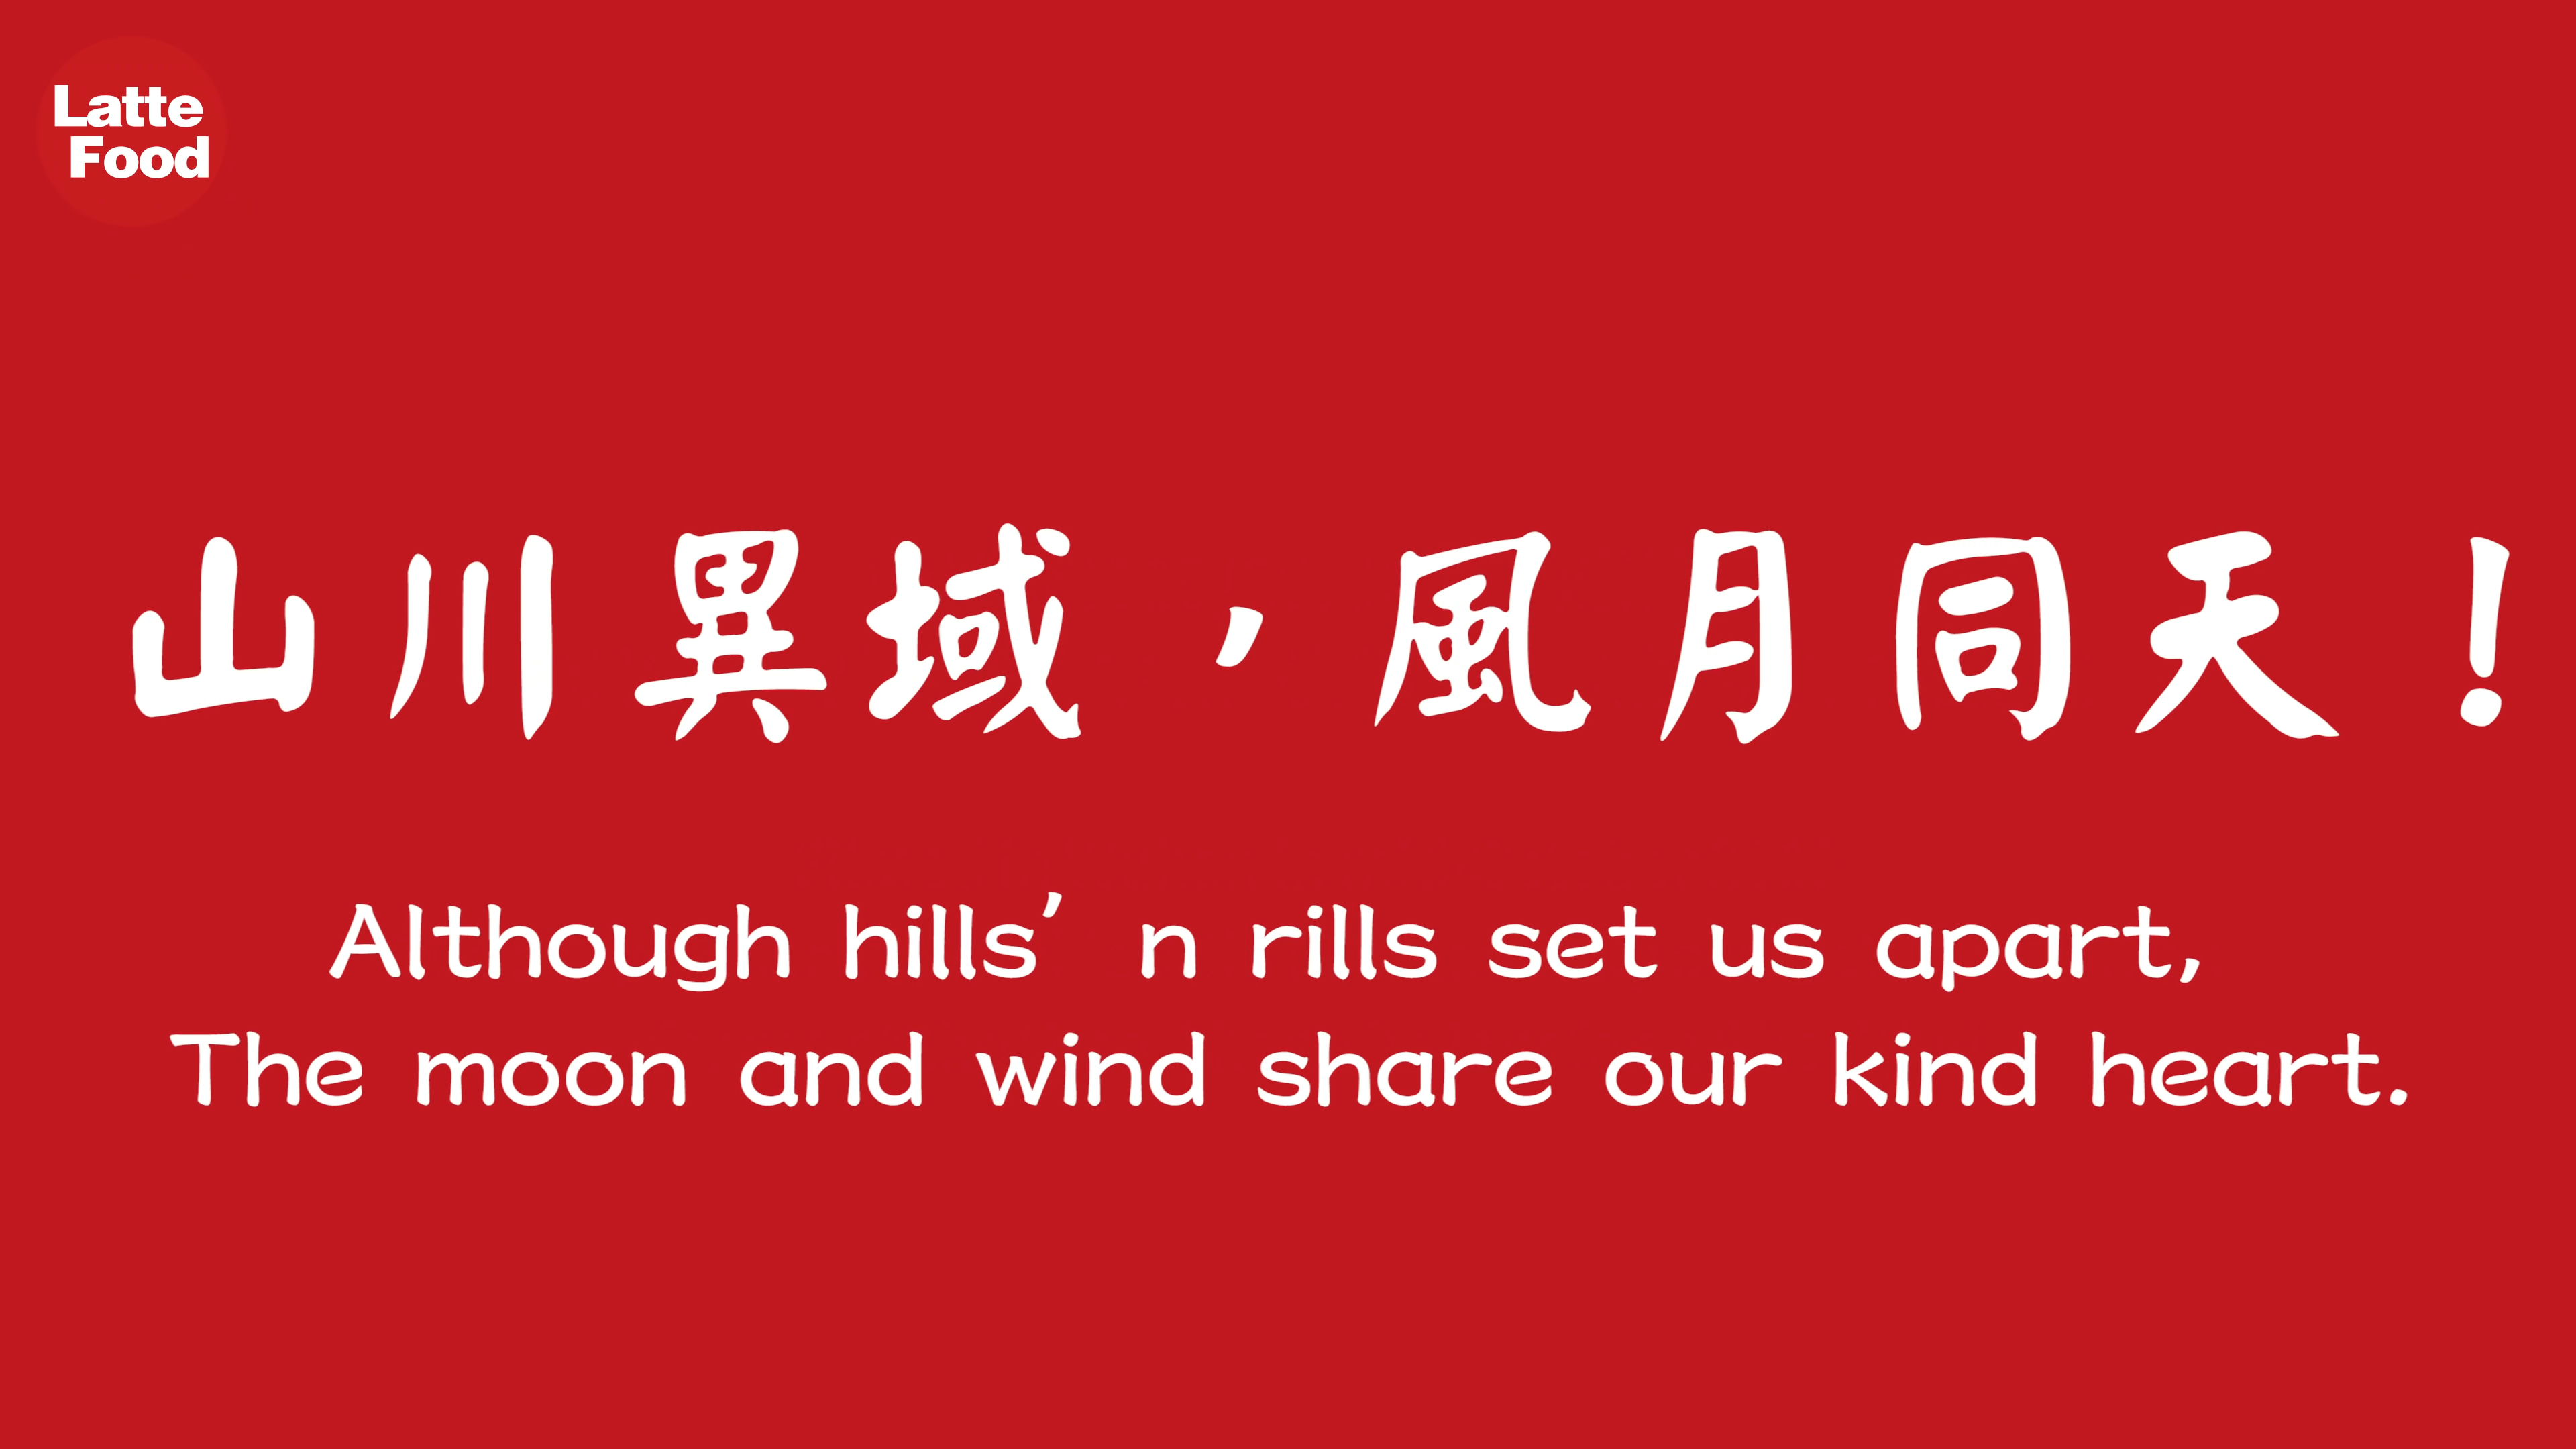 Latte
Food
山川異域，風月同天！
Although hills’ n rills set us apart,
The moon and wind share our kind heart.